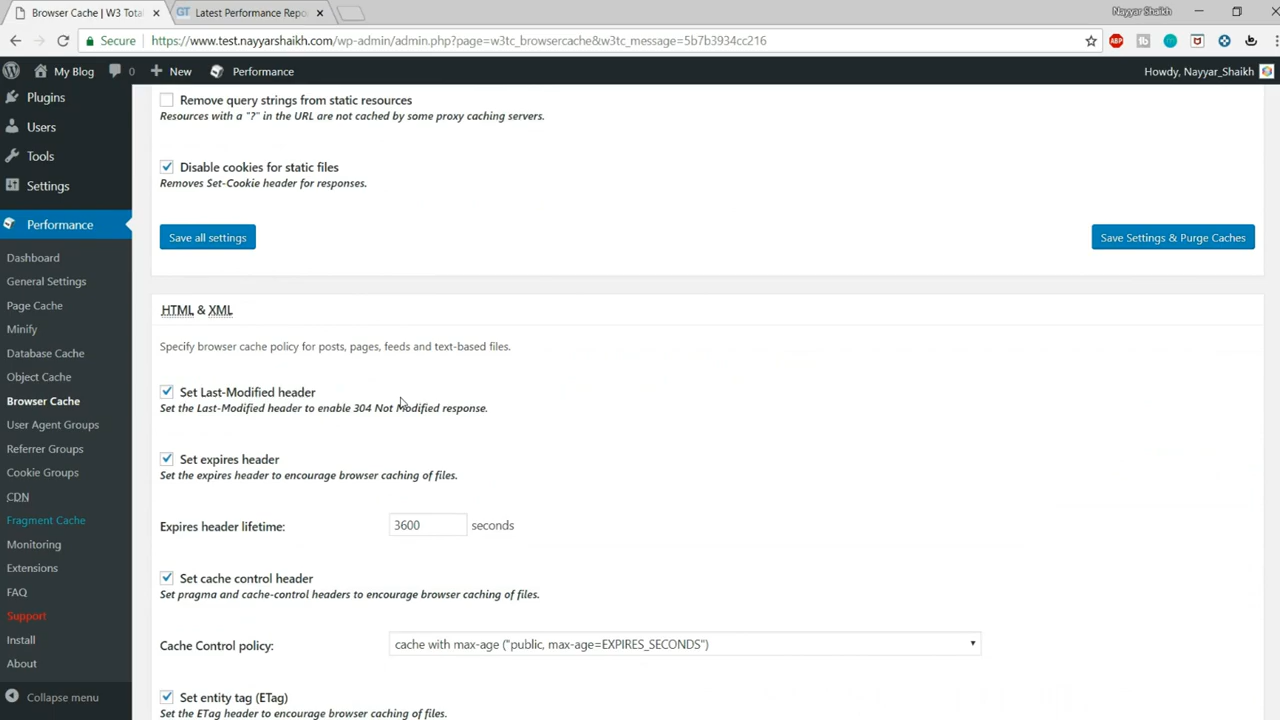 Browser Cache | W3 Tota
Latest Performance Repo
Nayyar Shaikh
Secure
https://www.test.nayyarshaikh.com/wp-admin/admin.php?page=w3tc_browsercache&w3tc_message=5b7b3934cc216
My Blog
0
New
Performance
Howdy, Nayyar_Shaikh
Plugins
Users
Tools
Settings
Performance
Dashboard
General Settings
Page Cache
Minify
Database Cache
Object Cache
Browser Cache
User Agent Groups
Referrer Groups
Cookie Groups
CDN
Fragment Cache
Monitoring
Extensions
FAQ
Support
Install
About
Collapse menu
Remove query strings from static resources
Resources with a "?" in the URL are not cached by some proxy caching servers.
Disable cookies for static files
Removes Set-Cookie header for responses.
Save all settings
Save Settings & Purge Caches
HTML & XML
Specify browser cache policy for posts, pages, feeds and text-based files.
Set Last-Modified header
Set the Last-Modified header to enable 304 Not Modified response.
Set expires header
Set the expires header to encourage browser caching of files.
Expires header lifetime:
3600
seconds
Set cache control header
Set pragma and cache-control headers to encourage browser caching of files.
Cache Control policy:
cache with max-age ("public, max-age=EXPIRES_SECONDS")
Set entity tag (ETag)
Set the ETag header to encourage browser caching of files.